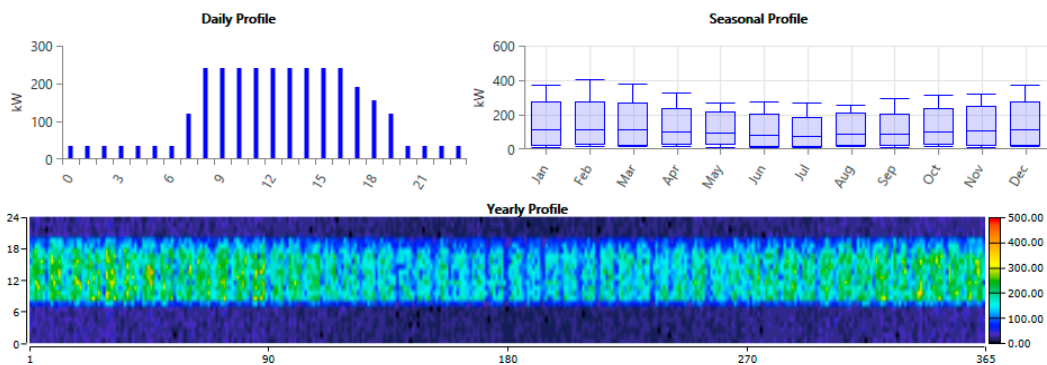 Daily Profile
300
200
100
0
kW
0 3 6 9 12 15 18 21
Seasonal Profile
600
400
200
0
kW
Jan Feb Mar Apr May Jun Jul Aug Sep Oct Nov Dec
Yearly Profile
24
18
12
6
0
1 90 180 270 365
500.00
400.00
300.00
200.00
100.00
0.00